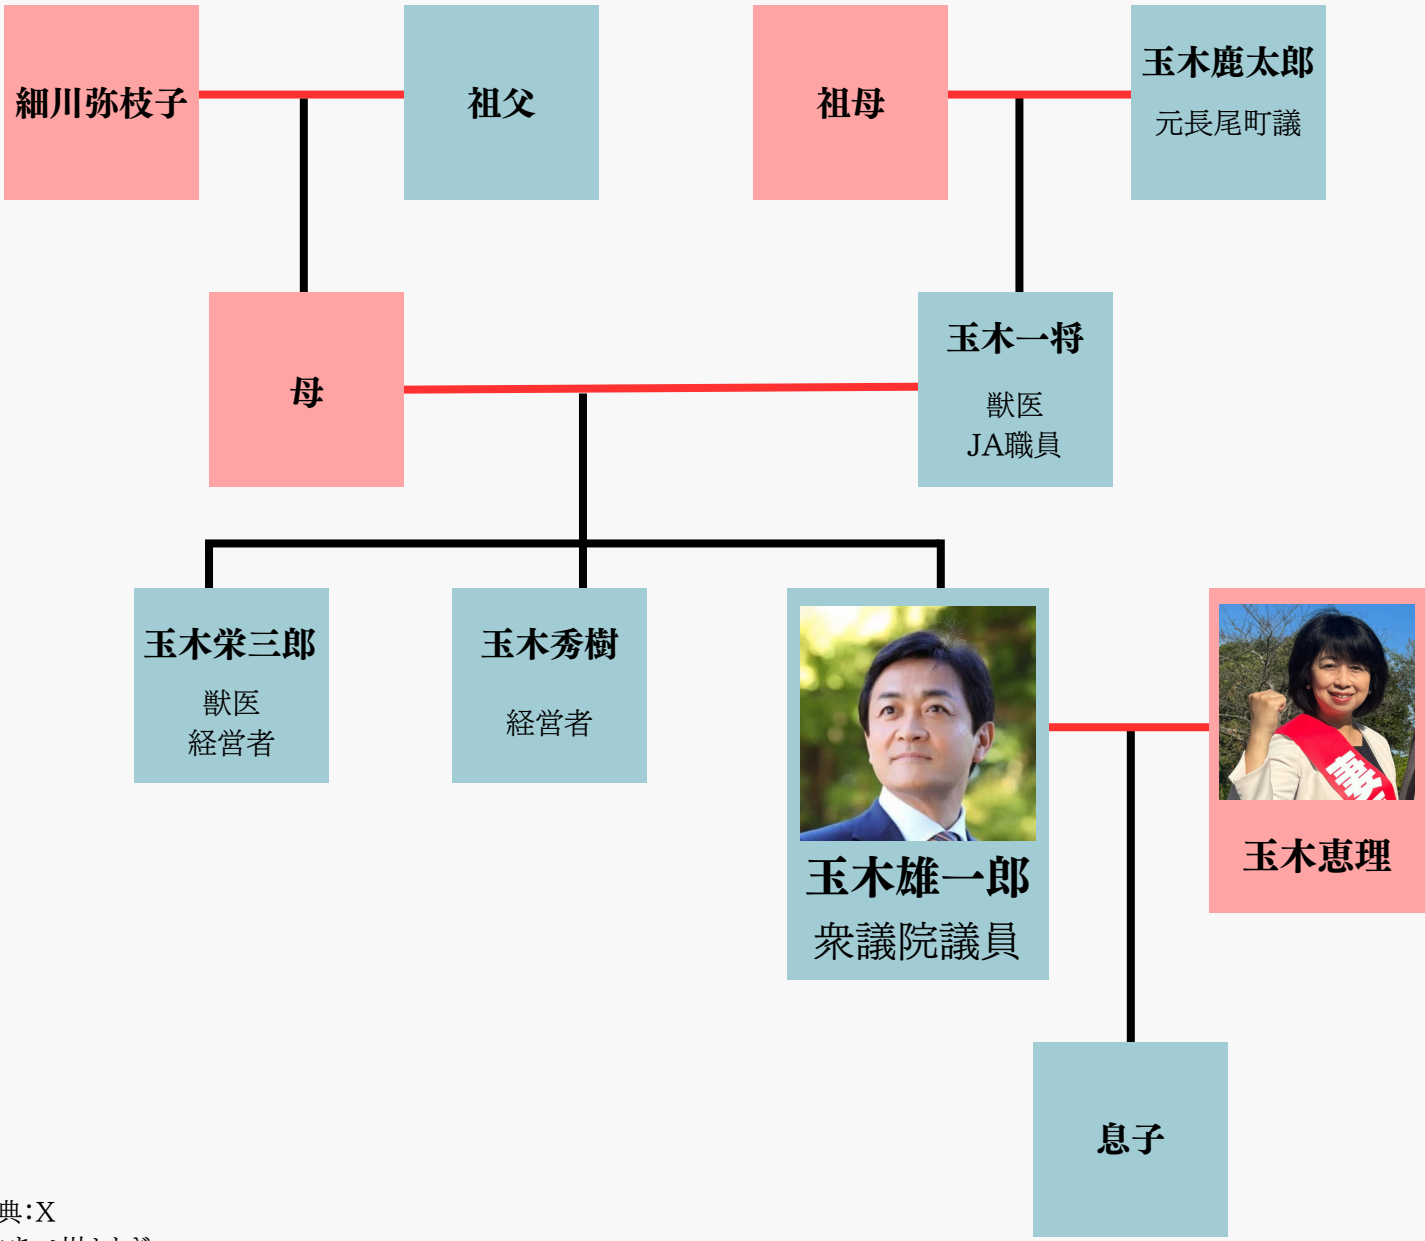 細川弥枝子
祖父
祖母
玉木鹿太郎
元長尾町議
母
玉木一将
獣医
JA職員
玉木栄三郎
獣医
経営者
玉木秀樹
経営者
玉木雄一郎
衆議院議員
妻
玉木恵理
息子
典：X